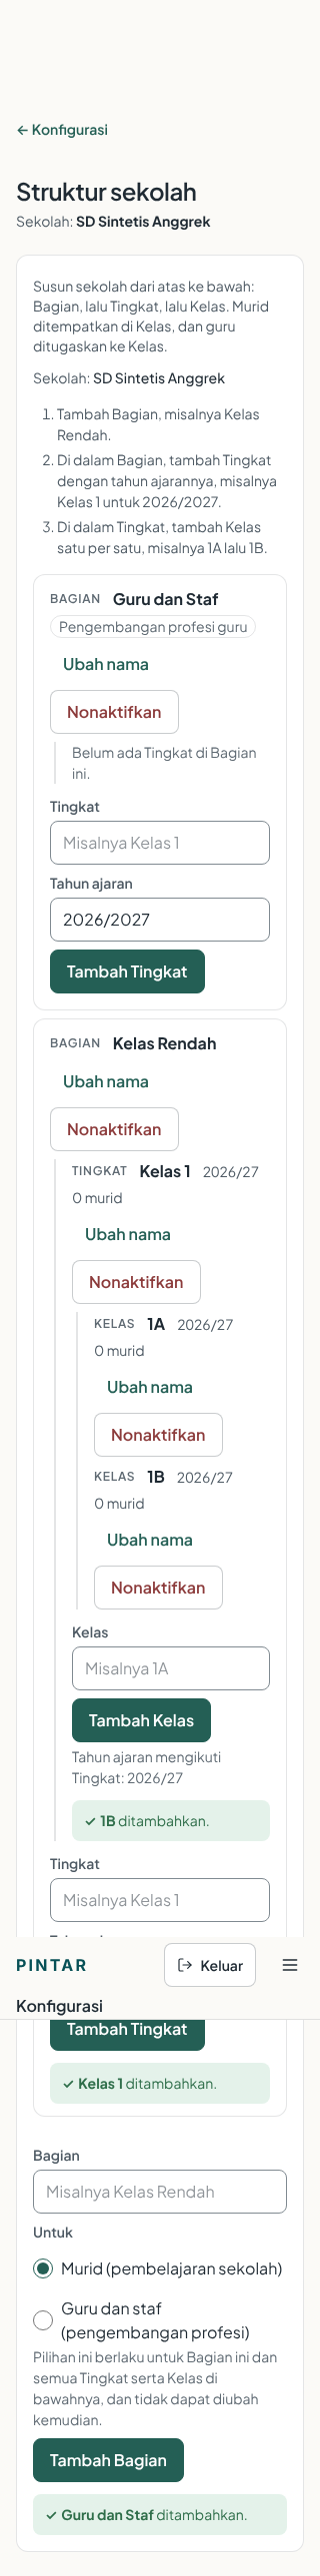 ← Konfigurasi
Struktur sekolah
Sekolah: SD Sintetis Anggrek
Susun sekolah dari atas ke bawah:
Bagian, lalu Tingkat, lalu Kelas. Murid
ditempatkan di Kelas, dan guru
ditugaskan ke Kelas.
Sekolah: SD Sintetis Anggrek
1. Tambah Bagian, misalnya Kelas
Rendah.
2. Di dalam Bagian, tambah Tingkat
dengan tahun ajarannya, misalnya
Kelas 1 untuk 2026/2027.
3. Di dalam Tingkat, tambah Kelas
satu per satu, misalnya 1A lalu 1B.
BAGIAN Guru dan Staf
Pengembangan profesi guru
Ubah nama
Nonaktifkan
Belum ada Tingkat di Bagian
ini.
Tingkat
Misalnya Kelas 1
Tahun ajaran
2026/2027
Tambah Tingkat
BAGIAN Kelas Rendah
Ubah nama
Nonaktifkan
TINGKAT Kelas 1 2026/27
0 murid
Ubah nama
Nonaktifkan
KELAS 1A 2026/27
0 murid
Ubah nama
Nonaktifkan
KELAS 1B 2026/27
0 murid
Ubah nama
Nonaktifkan
Kelas
Misalnya 1A
Tambah Kelas
Tahun ajaran mengikuti
Tingkat: 2026/27
✓ 1B ditambahkan.
Tingkat
Misalnya Kelas 1
PINTAR Keluar
Konfigurasi
Tambah Tingkat
✓ Kelas 1 ditambahkan.
Bagian
Misalnya Kelas Rendah
Untuk
Murid (pembelajaran sekolah)
Guru dan staf
(pengembangan profesi)
Pilihan ini berlaku untuk Bagian ini dan
semua Tingkat serta Kelas di
bawahnya, dan tidak dapat diubah
kemudian.
Tambah Bagian
✓ Guru dan Staf ditambahkan.